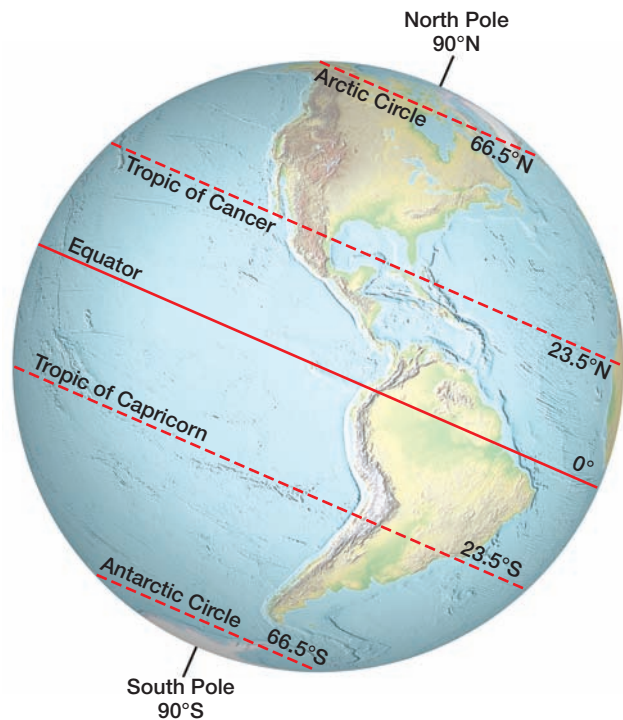 North Pole
90°N
Arctic Circle
66.5°N
Tropic of Cancer
23.5°N
Equator
0°
Tropic of Capricorn
23.5°S
Antarctic Circle
66.5°S
South Pole
90°S